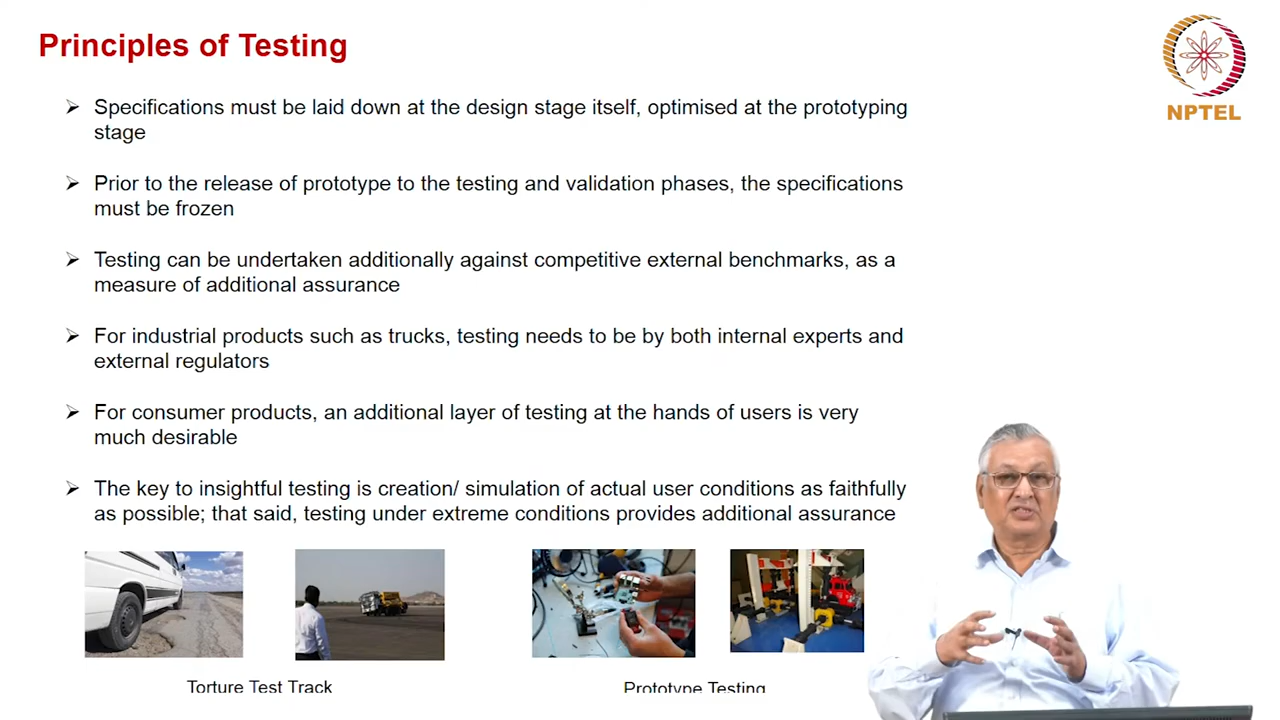 Principles of Testing
NPTEL
➢ Specifications must be laid down at the design stage itself, optimised at the prototyping
stage
➢ Prior to the release of prototype to the testing and validation phases, the specifications
must be frozen
➢ Testing can be undertaken additionally against competitive external benchmarks, as a
measure of additional assurance
➢ For industrial products such as trucks, testing needs to be by both internal experts and
external regulators
➢ For consumer products, an additional layer of testing at the hands of users is very
much desirable
➢ The key to insightful testing is creation/ simulation of actual user conditions as faithfully
as possible; that said, testing under extreme conditions provides additional assurance
Torture Test Track
Prototype Testing